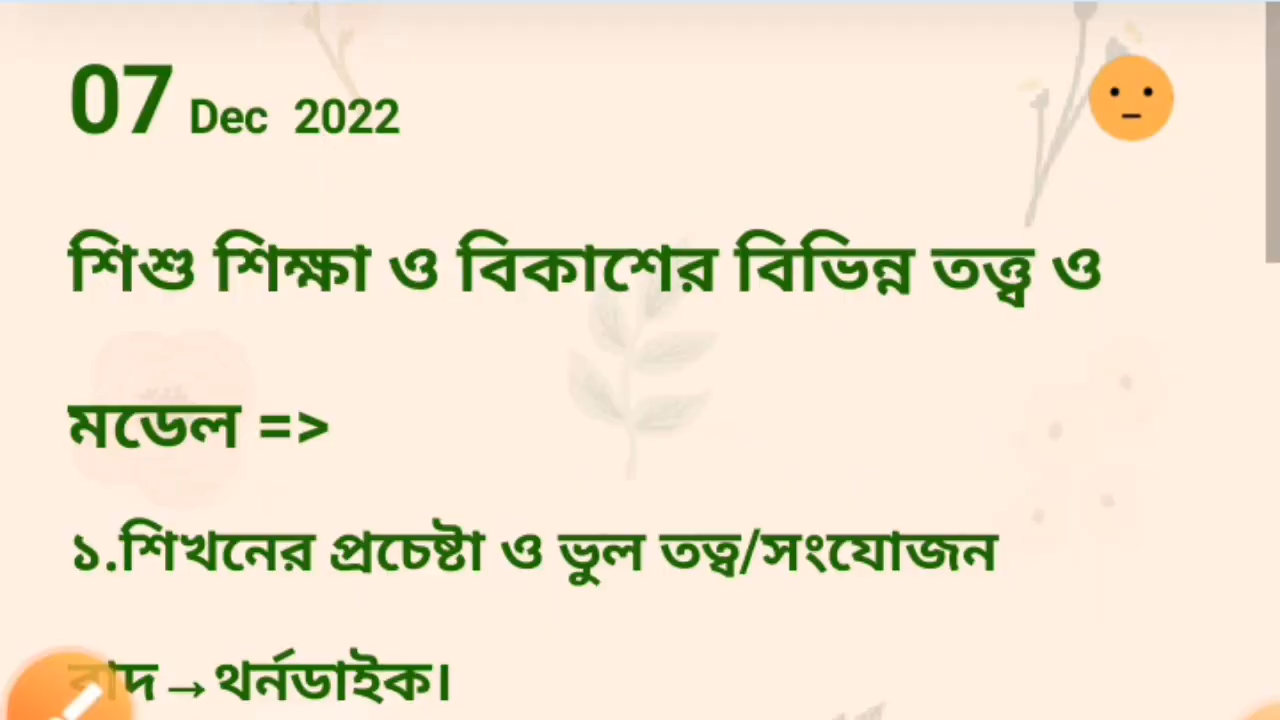 07 Dec 2022
শিশু শিক্ষা ও বিকাশের বিভিন্ন তত্ত্ব ও
মডেল =>
১.শিখনের প্রচেষ্টা ও ভুল তত্ব/সংযোজন
বাদ→থর্নডাইক।